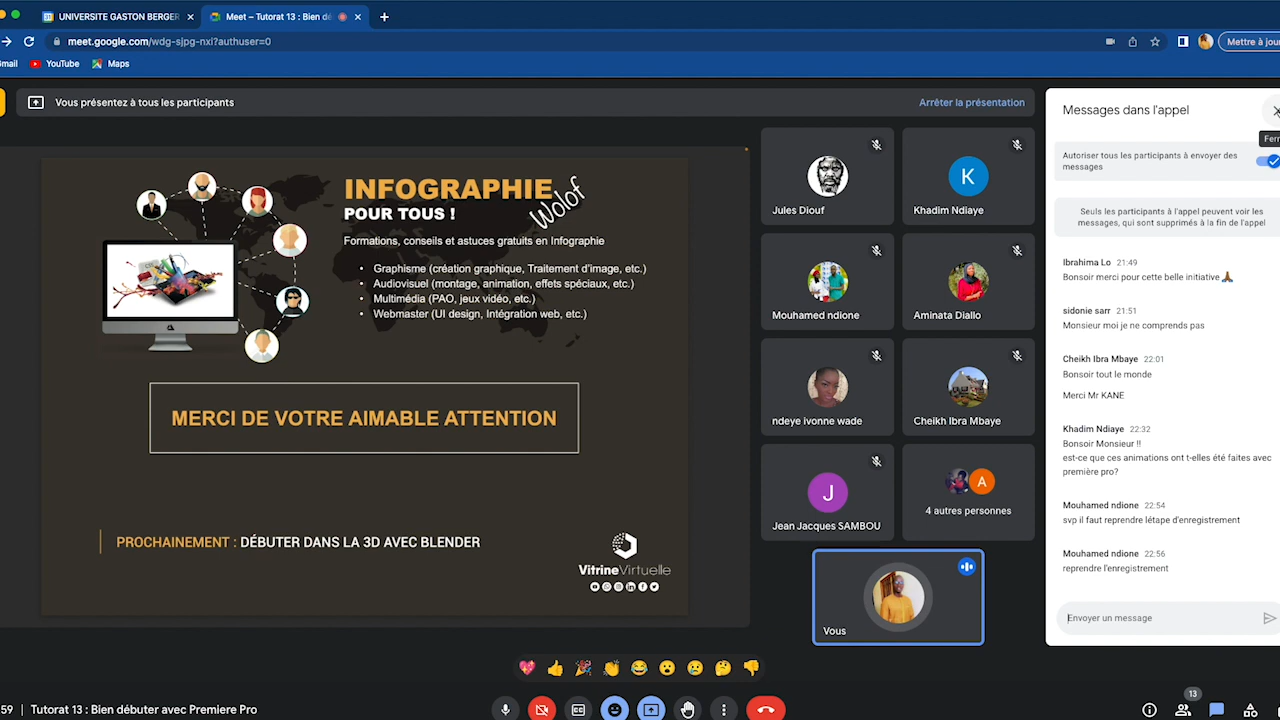 UNIVERSITE GASTON BERGER
Meet – Tutorat 13 : Bien dé
meet.google.com/wdg-sjpg-nxi?authuser=0
Mettre à jour
mail
YouTube
Maps
Vous présentez à tous les participants
Arrêter la présentation
INFOGRAPHIE
Wolof
POUR TOUS !
Formations, conseils et astuces gratuits en Infographie
• Graphisme (création graphique, Traitement d'image, etc.)
• Audiovisuel (montage, animation, effets spéciaux, etc.)
• Multimédia (PAO, jeux vidéo, etc.)
• Webmaster (UI design, Intégration web, etc.)
MERCI DE VOTRE AIMABLE ATTENTION
PROCHAINEMENT : DÉBUTER DANS LA 3D AVEC BLENDER
VitrineVirtuelle
Jules Diouf
K
Khadim Ndiaye
Mouhamed ndione
Aminata Diallo
ndeye ivonne wade
Cheikh Ibra Mbaye
J
Jean Jacques SAMBOU
A
4 autres personnes
Vous
Messages dans l'appel
Ferr
Autoriser tous les participants à envoyer des
messages
Seuls les participants à l'appel peuvent voir les
messages, qui sont supprimés à la fin de l'appel
Ibrahima Lo 21:49
Bonsoir merci pour cette belle initiative 🙏🏾
sidonie sarr 21:51
Monsieur moi je ne comprends pas
Cheikh Ibra Mbaye 22:01
Bonsoir tout le monde
Merci Mr KANE
Khadim Ndiaye 22:32
Bonsoir Monsieur !!
est-ce que ces animations ont t-elles été faites avec
première pro?
Mouhamed ndione 22:54
svp il faut reprendre létape d'enregistrement
Mouhamed ndione 22:56
reprendre l'enregistrement
Envoyer un message
59 | Tutorat 13 : Bien débuter avec Premiere Pro
13